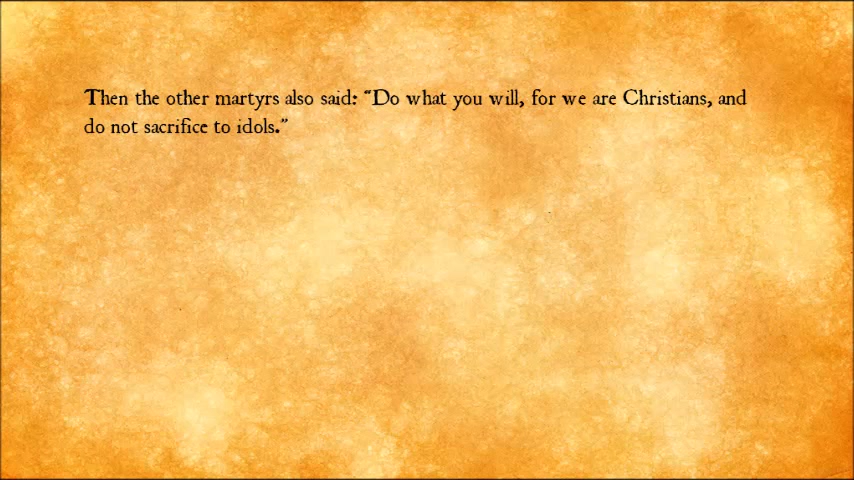 Then the other martyrs also said: “Do what you will, for we are Christians, and
do not sacrifice to idols.”